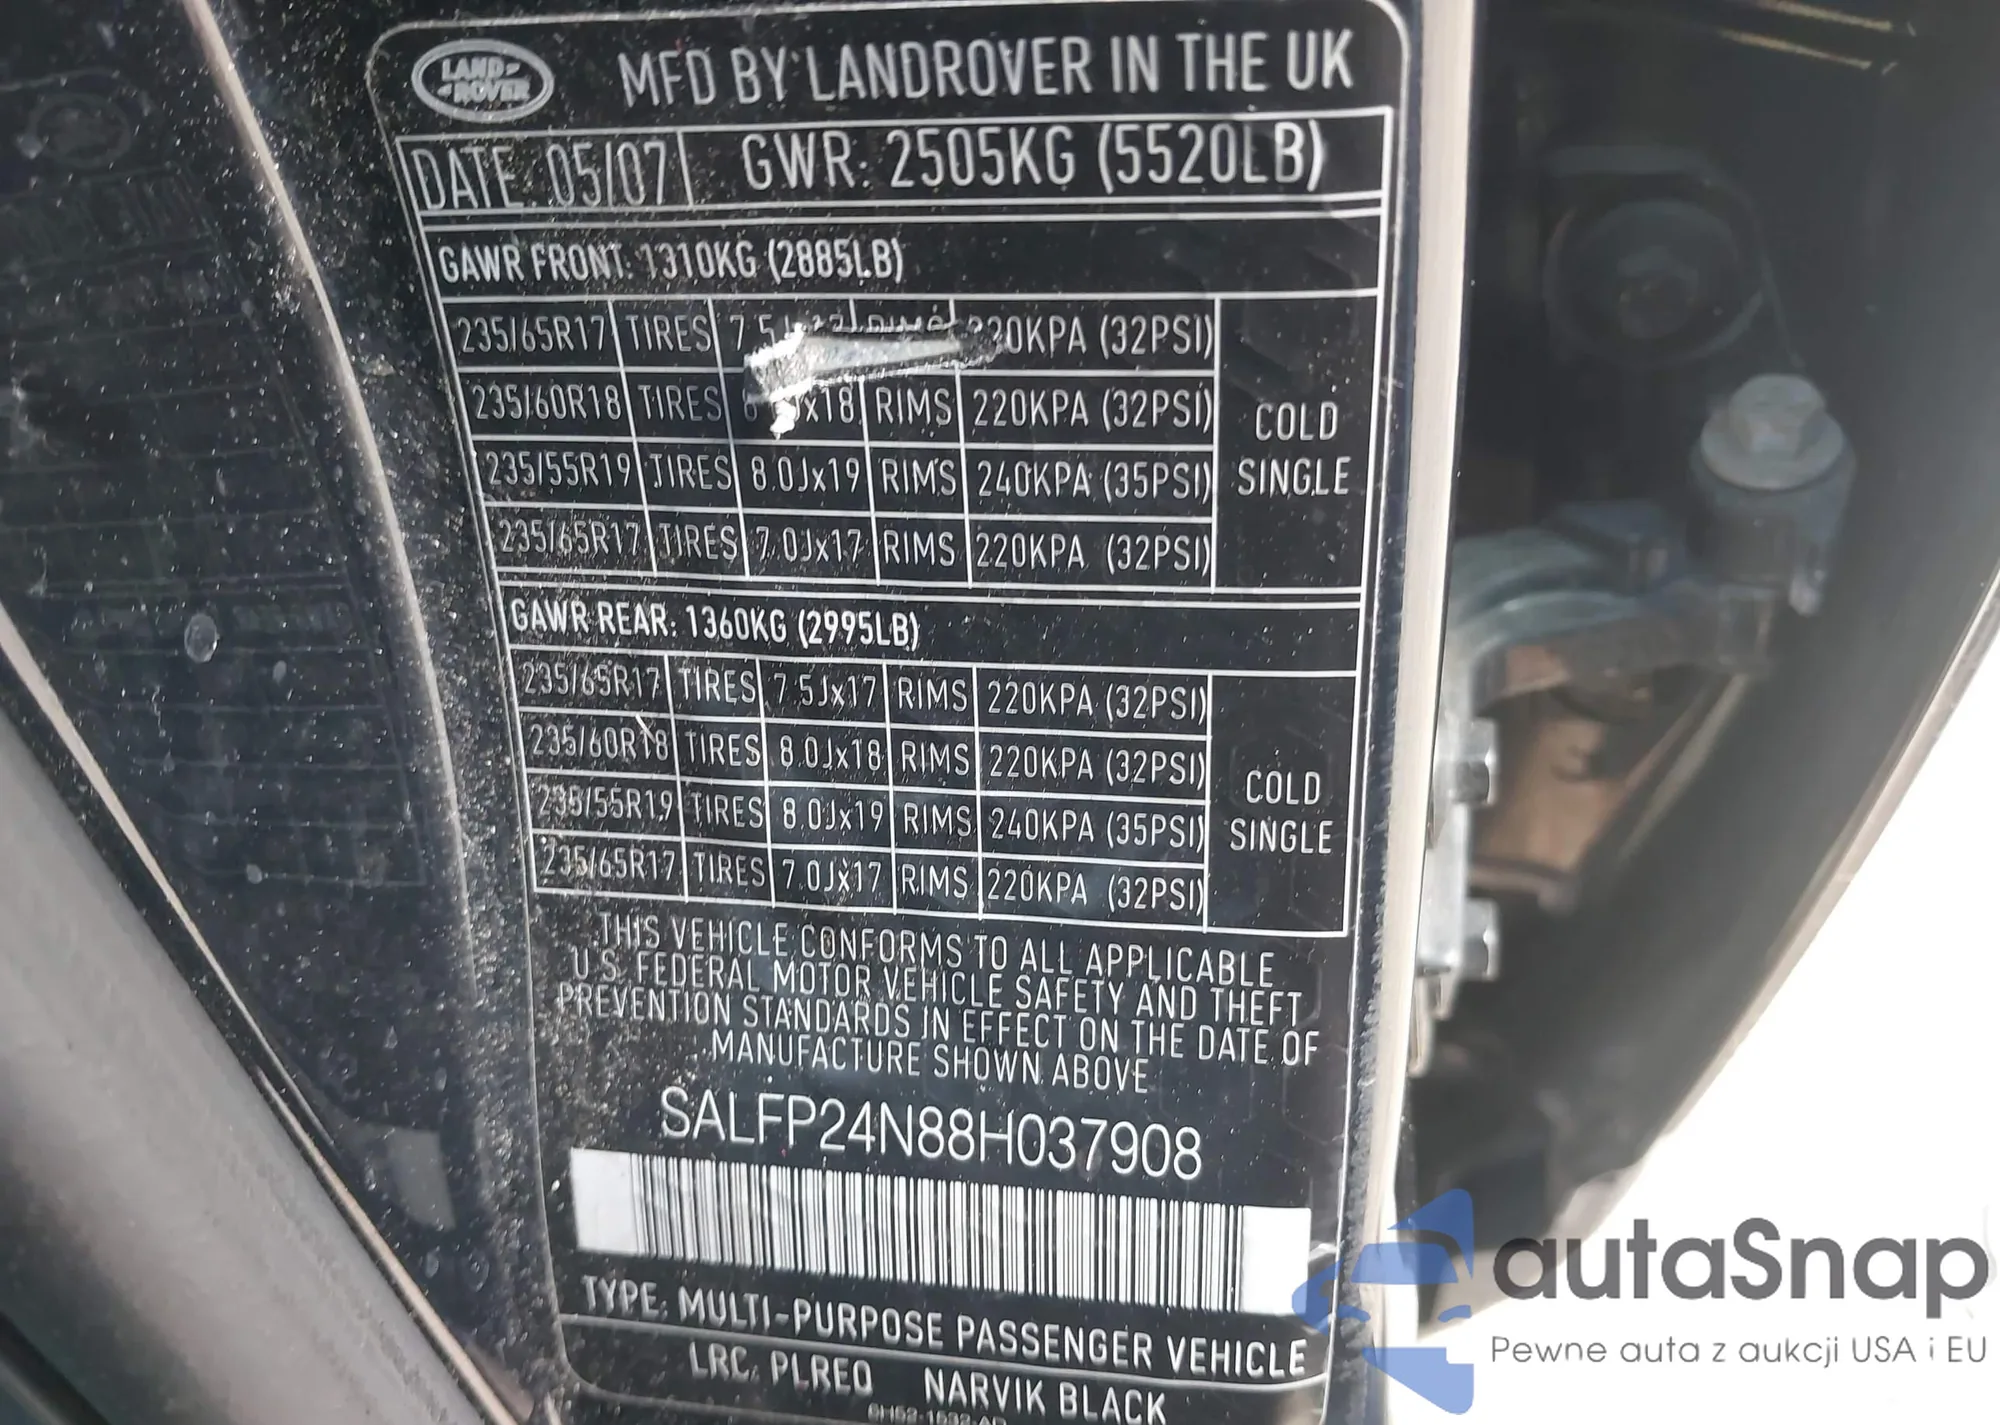 LAND ROVER
MFD BY LANDROVER IN THE UK
DATE: 05/07 GWR: 2505KG (5520LB)
GAWR FRONT: 1310KG (2885LB)
235/65R17 TIRES RIMS (32PSI)
235/60R18 TIRES RIMS 220KPA (32PSI)
235/55R19 TIRES 8.0Jx19 RIMS 240KPA (35PSI)
235/65R17 TIRES 7.0Jx17 RIMS 220KPA (32PSI)
COLD
SINGLE
GAWR REAR: 1360KG (2995LB)
235/65R17 TIRES 7.5Jx17 RIMS 220KPA (32PSI)
235/60R18 TIRES 8.0Jx18 RIMS 220KPA (32PSI)
235/55R19 TIRES 8.0Jx19 RIMS 240KPA (35PSI)
235/65R17 TIRES 7.0Jx17 RIMS 220KPA (32PSI)
COLD
SINGLE
THIS VEHICLE CONFORMS TO ALL APPLICABLE
U.S. FEDERAL MOTOR VEHICLE SAFETY AND THEFT
PREVENTION STANDARDS IN EFFECT ON THE DATE OF
MANUFACTURE SHOWN ABOVE
SALFP24N88H037908
TYPE: MULTI-PURPOSE PASSENGER VEHICLE
LRC: PLREQ NARVIK BLACK
autaSnap
Pewne auta z aukcji USA i EU